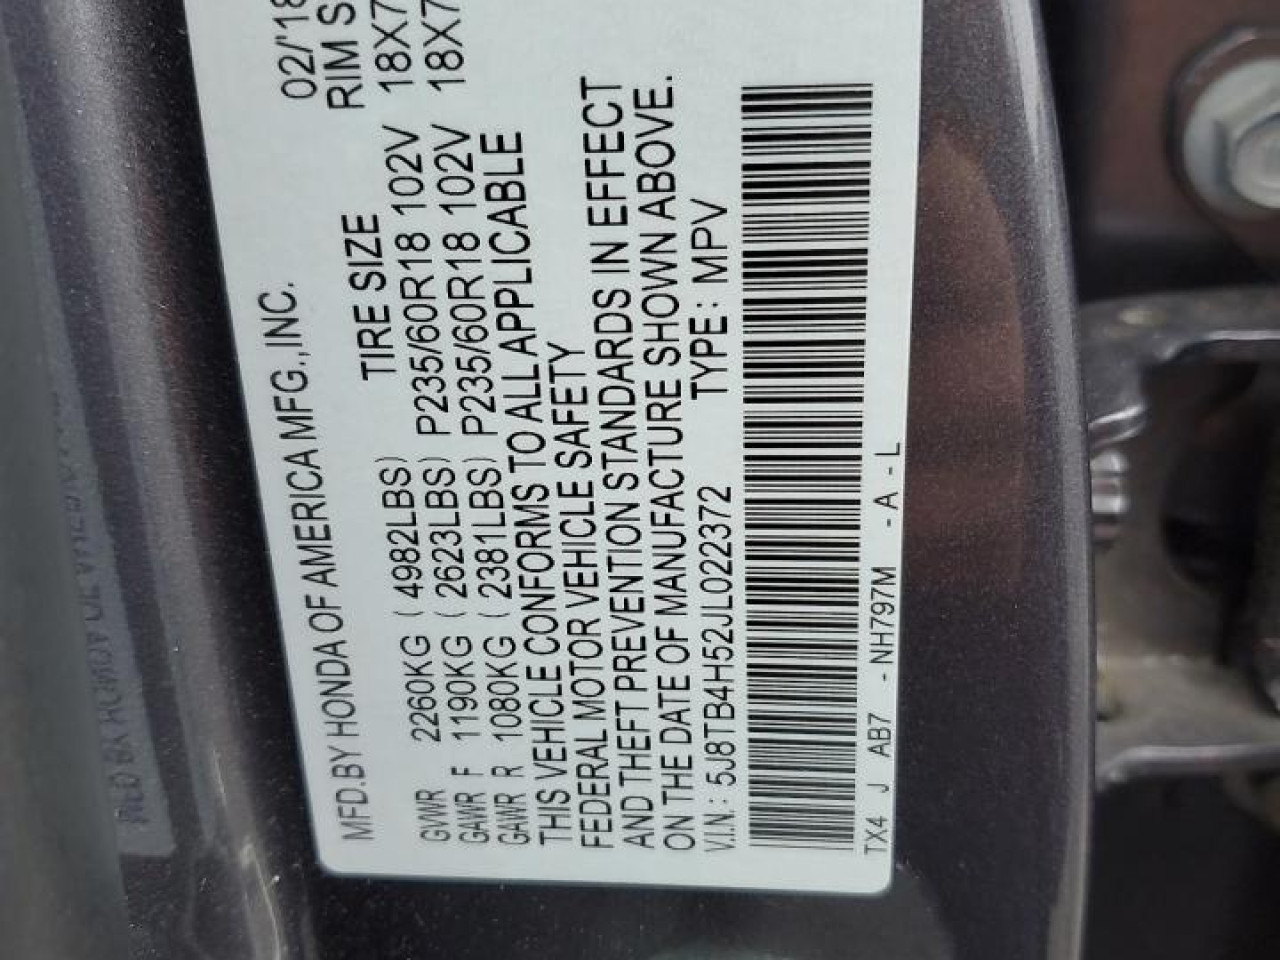 MFD.BY HONDA OF AMERICA MFG.,INC. 02/'18
TIRE SIZE RIM S
GVWR 2260KG ( 4982LBS) P235/60R18 102V 18X7
GAWR F 1190KG ( 2623LBS) P235/60R18 102V 18X7
GAWR R 1080KG ( 2381LBS)
THIS VEHICLE CONFORMS TO ALL APPLICABLE
FEDERAL MOTOR VEHICLE SAFETY
AND THEFT PREVENTION STANDARDS IN EFFECT
ON THE DATE OF MANUFACTURE SHOWN ABOVE.
V.I.N.: 5J8TB4H52JL022372 TYPE: MPV
TX4 J AB7 - NH797M - A - L